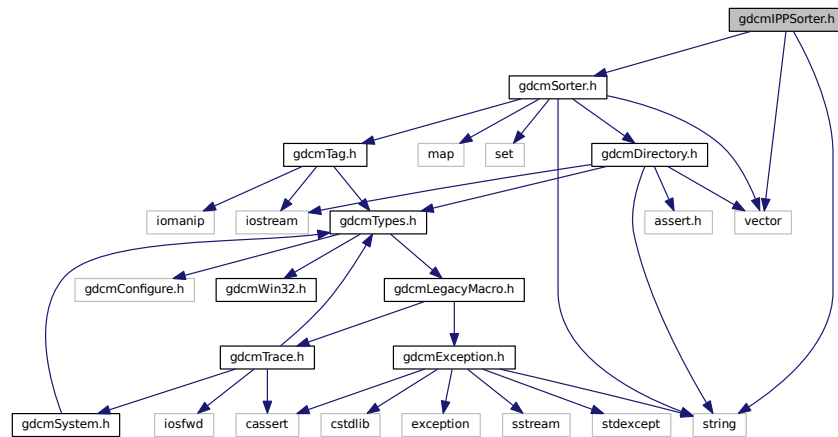 gdcmIPPSorter.h
gdcmSorter.h
gdcmTag.h
map
set
gdcmDirectory.h
iomanip
iostream
gdcmTypes.h
assert.h
vector
gdcmConfigure.h
gdcmWin32.h
gdcmLegacyMacro.h
gdcmTrace.h
gdcmException.h
gdcmSystem.h
iosfwd
cassert
cstdlib
exception
sstream
stdexcept
string